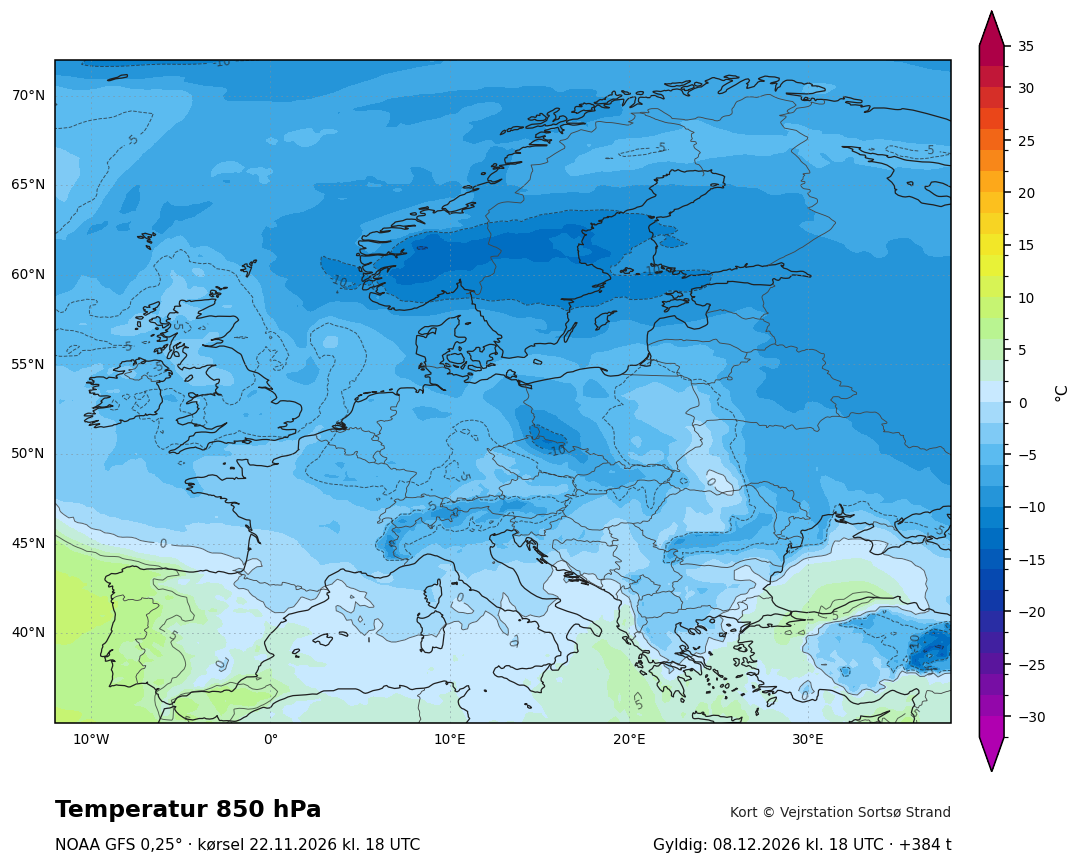 70°N
65°N
60°N
55°N
50°N
45°N
40°N
10°W 0° 10°E 20°E 30°E
35
30
25
20
15
10
5
0
−5
−10
−15
−20
−25
−30
°C
Temperatur 850 hPa
Kort © Vejrstation Sortsø Strand
NOAA GFS 0,25° · kørsel 22.11.2026 kl. 18 UTC
Gyldig: 08.12.2026 kl. 18 UTC · +384 t